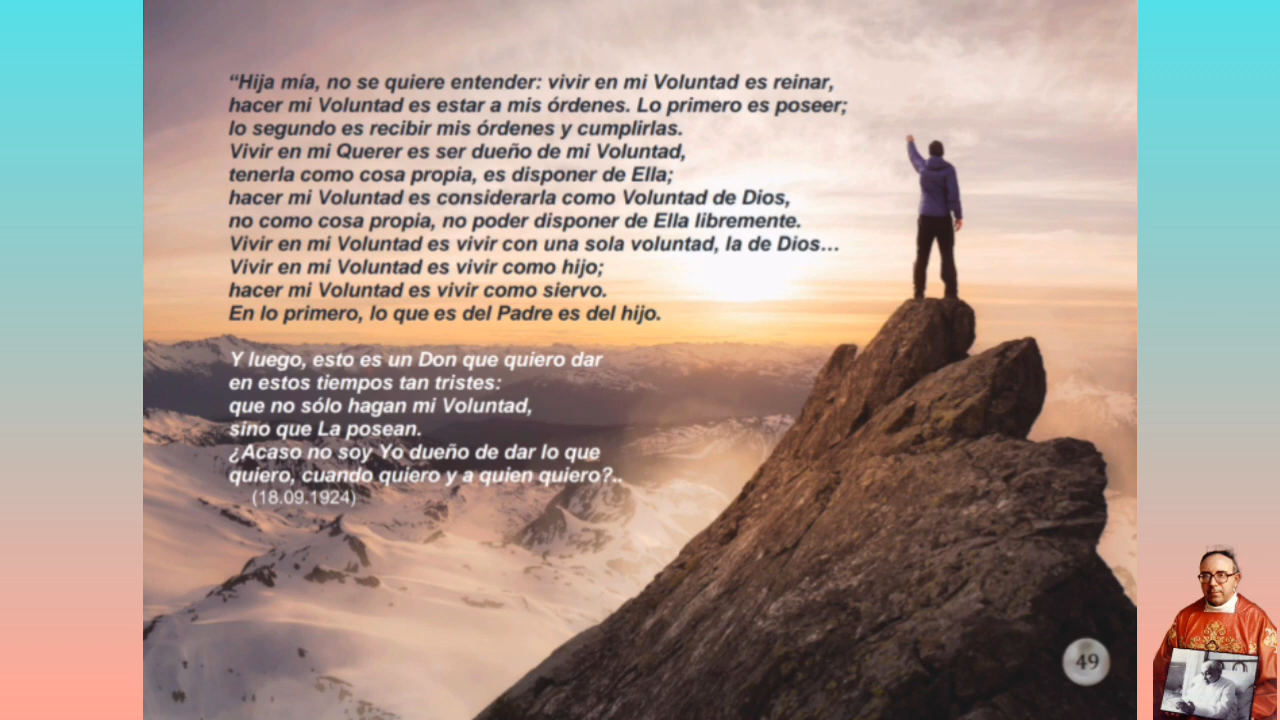 “Hija mía, no se quiere entender: vivir en mi Voluntad es reinar,
hacer mi Voluntad es estar a mis órdenes. Lo primero es poseer;
lo segundo es recibir mis órdenes y cumplirlas.
Vivir en mi Querer es ser dueño de mi Voluntad,
tenerla como cosa propia, es disponer de Ella;
hacer mi Voluntad es considerarla como Voluntad de Dios,
no como cosa propia, no poder disponer de Ella libremente.
Vivir en mi Voluntad es vivir con una sola voluntad, la de Dios…
Vivir en mi Voluntad es vivir como hijo;
hacer mi Voluntad es vivir como siervo.
En lo primero, lo que es del Padre es del hijo.
Y luego, esto es un Don que quiero dar
en estos tiempos tan tristes:
que no sólo hagan mi Voluntad,
sino que La posean.
¿Acaso no soy Yo dueño de dar lo que
quiero, cuando quiero y a quien quiero?..
(18.09.1924)
49